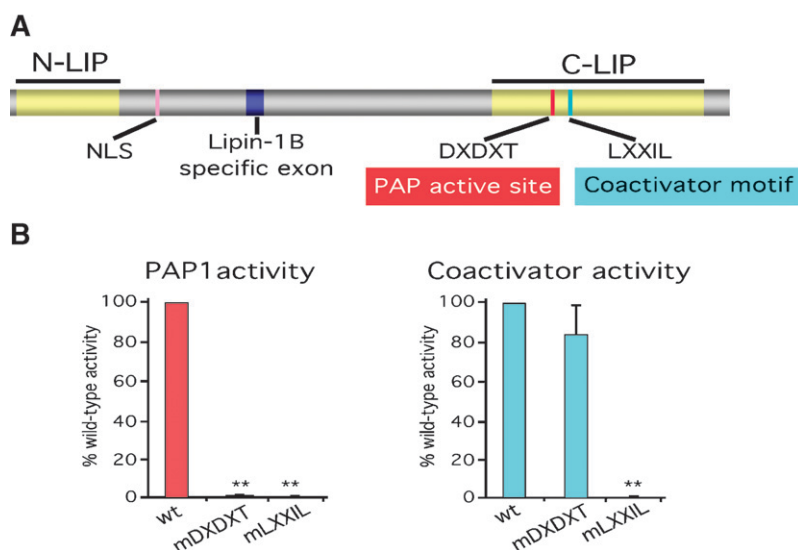 A
N-LIP
C-LIP
NLS
Lipin-1B
specific exon
DXDXT
LXXIL
PAP active site
Coactivator motif
B
PAP1 activity
% wild-type activity
100
80
60
40
20
0
**
**
wt
mDXDXT
mLXXIL
Coactivator activity
% wild-type activity
100
80
60
40
20
0
**
wt
mDXDXT
mLXXIL